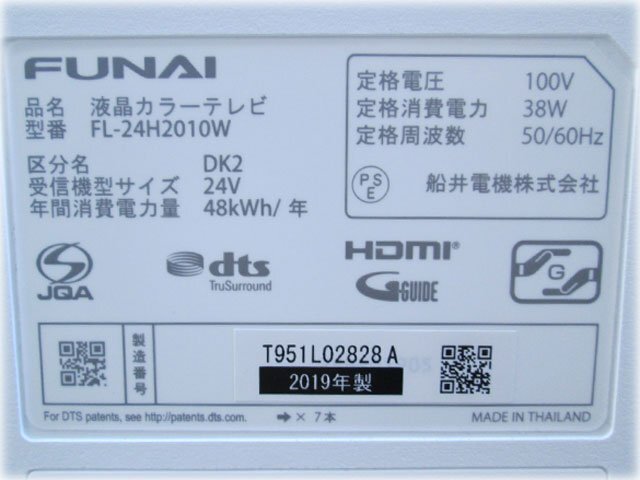 FUNAI
品名 液晶カラーテレビ
型番 FL-24H2010W
区分名 DK2
受信機型サイズ 24V
年間消費電力量 48kWh/年
定格電圧 100V
定格消費電力 38W
定格周波数 50/60Hz
PSE 船井電機株式会社
JQA
dts
TruSurround
HDMI®
G-GUIDE
G
製造番号
T951L02828A
2019年製
For DTS patents, see http://patents.dts.com. ➔× 7本
MADE IN THAILAND